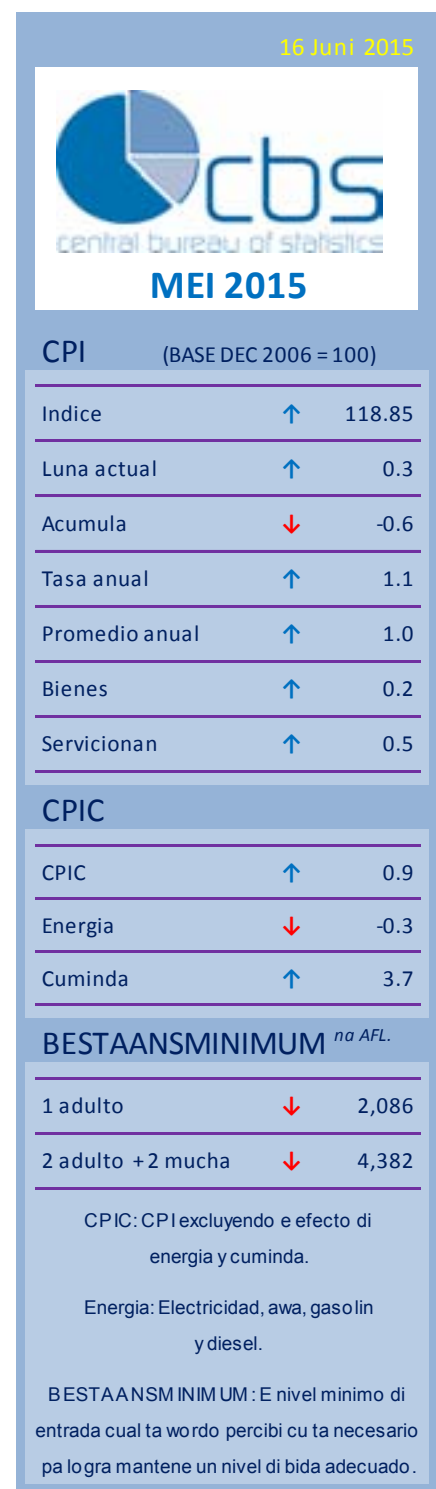 16 Juni 2015
cbs
central bureau of statistics
MEI 2015
CPI (BASE DEC 2006 = 100)
Indice ↑ 118.85
Luna actual ↑ 0.3
Acumula ↓ -0.6
Tasa anual ↑ 1.1
Promedio anual ↑ 1.0
Bienes ↑ 0.2
Servicionan ↑ 0.5
CPIC
CPIC ↑ 0.9
Energia ↓ -0.3
Cuminda ↑ 3.7
BESTAANSMINIMUM na AFL.
1 adulto ↓ 2,086
2 adulto + 2 mucha ↓ 4,382
CPIC: CPI excluyendo e efecto di
energia y cuminda.
Energia: Electricidad, awa, gasolin
y diesel.
BESTAANSMINIMUM: E nivel minimo di
entrada cual ta wordo percibi cu ta necesario
pa logra mantene un nivel di bida adecuado.